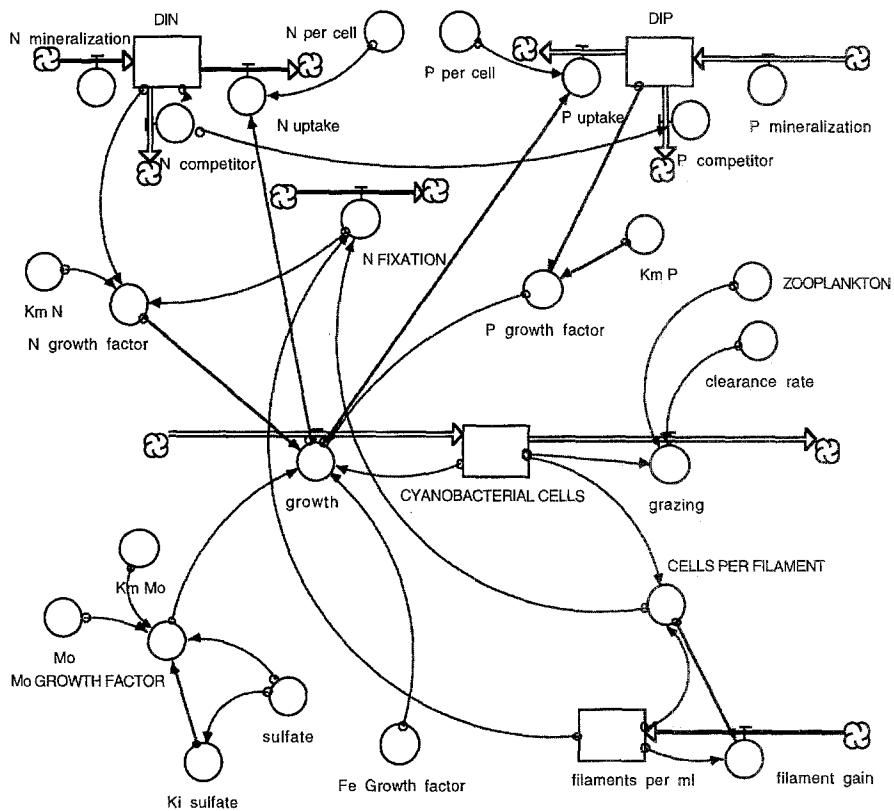 DIN
N mineralization
N per cell
DIP
P per cell
N uptake
P uptake
P mineralization
N competitor
P competitor
N FIXATION
Km N
Km P
ZOOPLANKTON
N growth factor
P growth factor
clearance rate
growth
CYANOBACTERIAL CELLS
grazing
CELLS PER FILAMENT
Km Mo
Mo
Mo GROWTH FACTOR
sulfate
Ki sulfate
Fe Growth factor
filaments per ml
filament gain